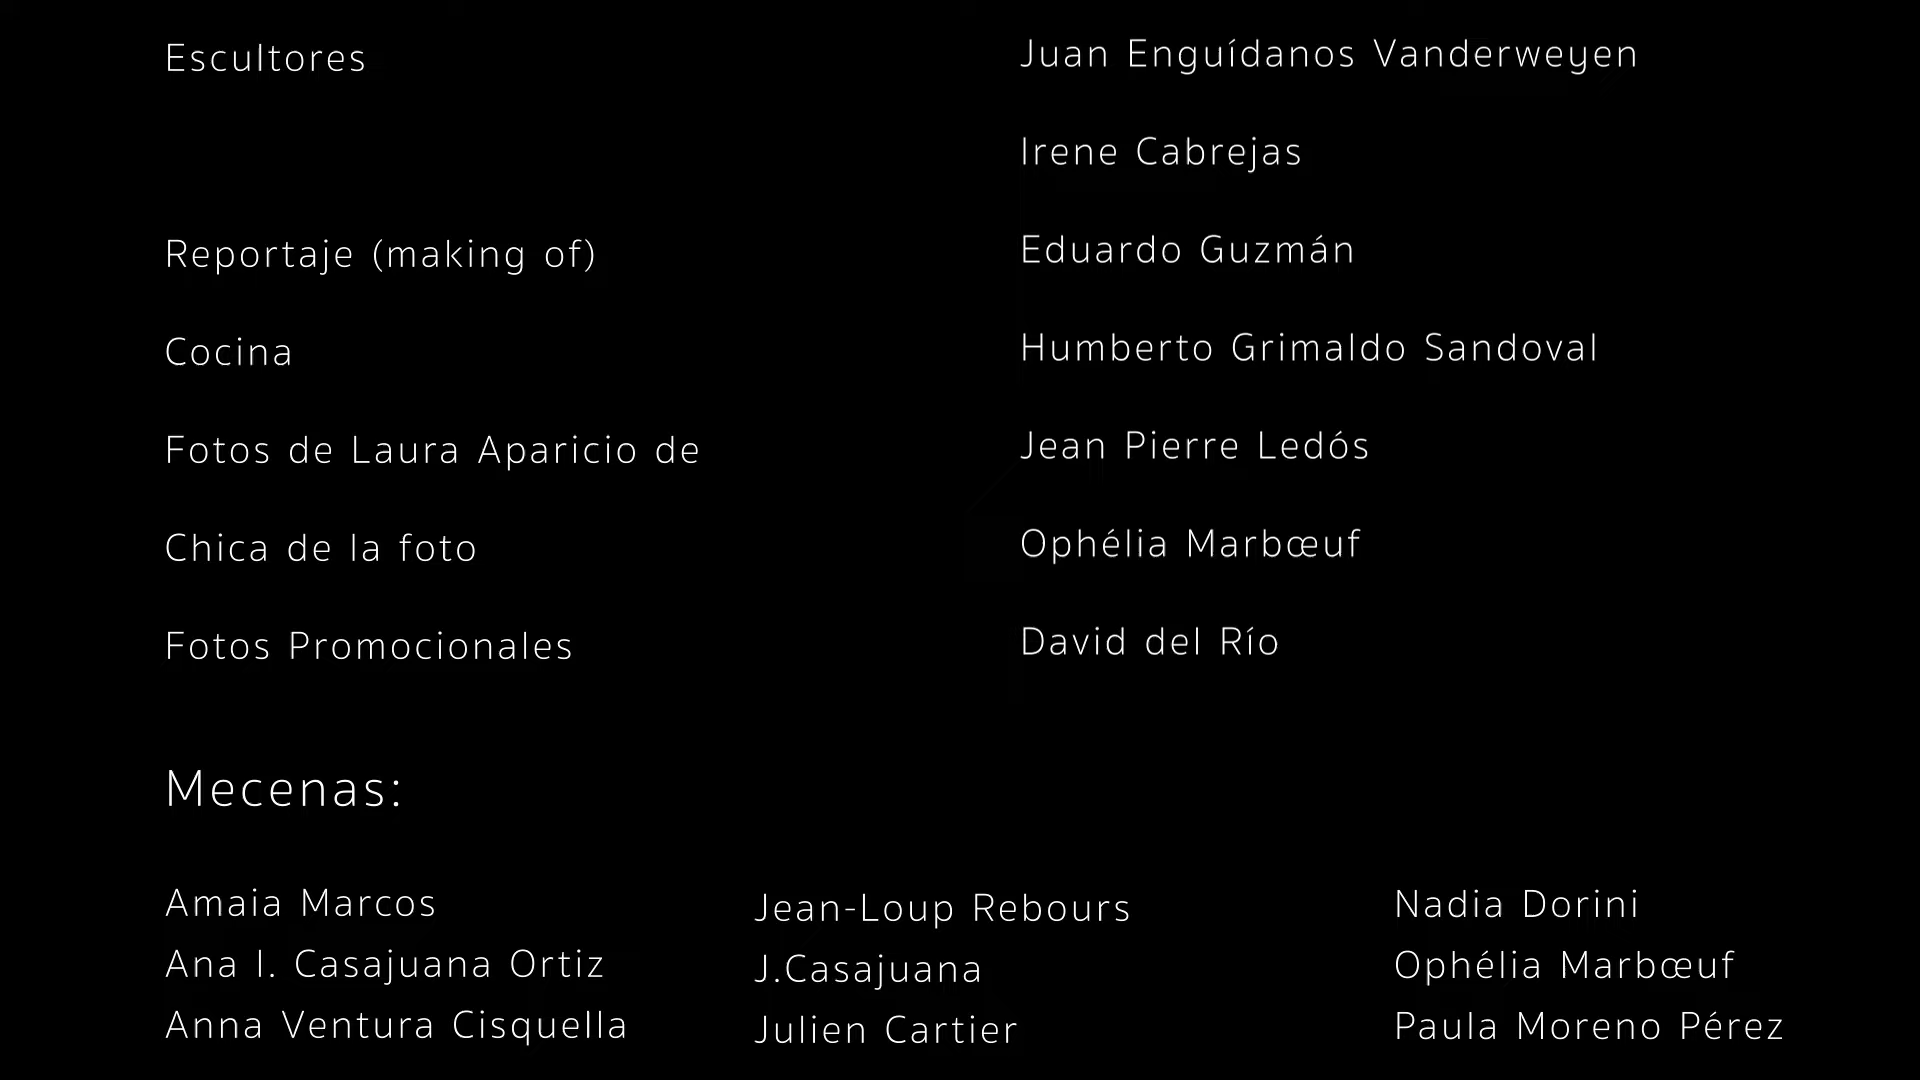 Escultores
Juan Enguídanos Vanderweyen
Irene Cabrejas
Reportaje (making of)
Eduardo Guzmán
Cocina
Humberto Grimaldo Sandoval
Fotos de Laura Aparicio de
Jean Pierre Ledós
Chica de la foto
Ophélia Marbœuf
Fotos Promocionales
David del Río
Mecenas:
Amaia Marcos
Ana I. Casajuana Ortiz
Anna Ventura Cisquella
Jean-Loup Rebours
J.Casajuana
Julien Cartier
Nadia Dorini
Ophélia Marbœuf
Paula Moreno Pérez